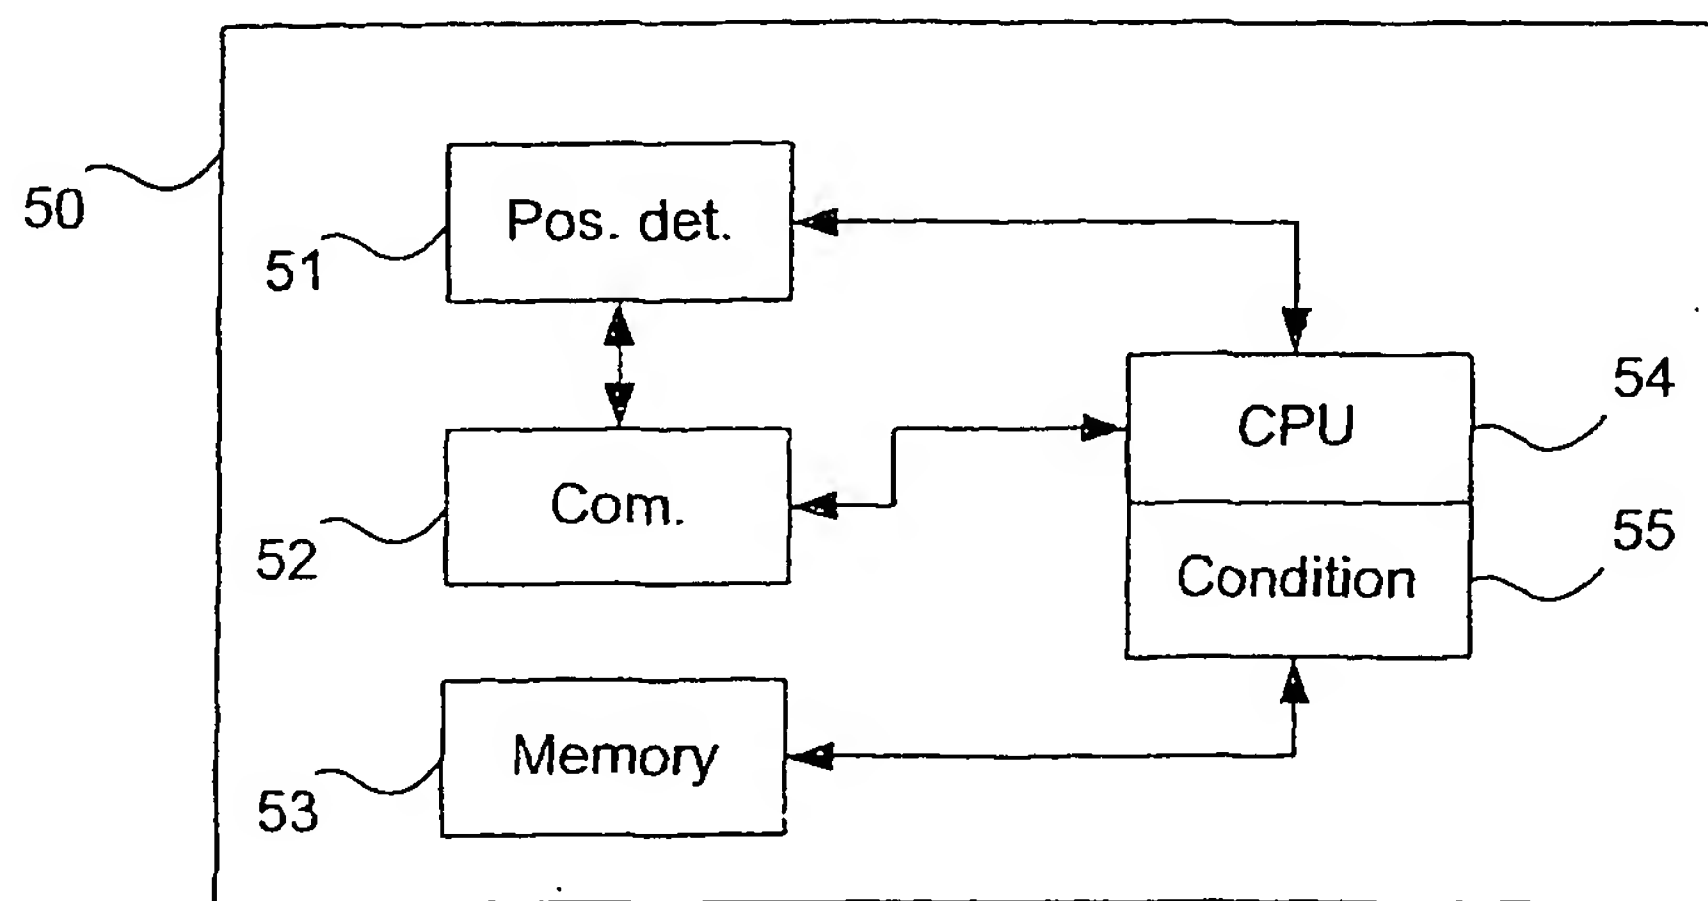 50
51
Pos. det.
54
CPU
52
Com.
55
Condition
53
Memory